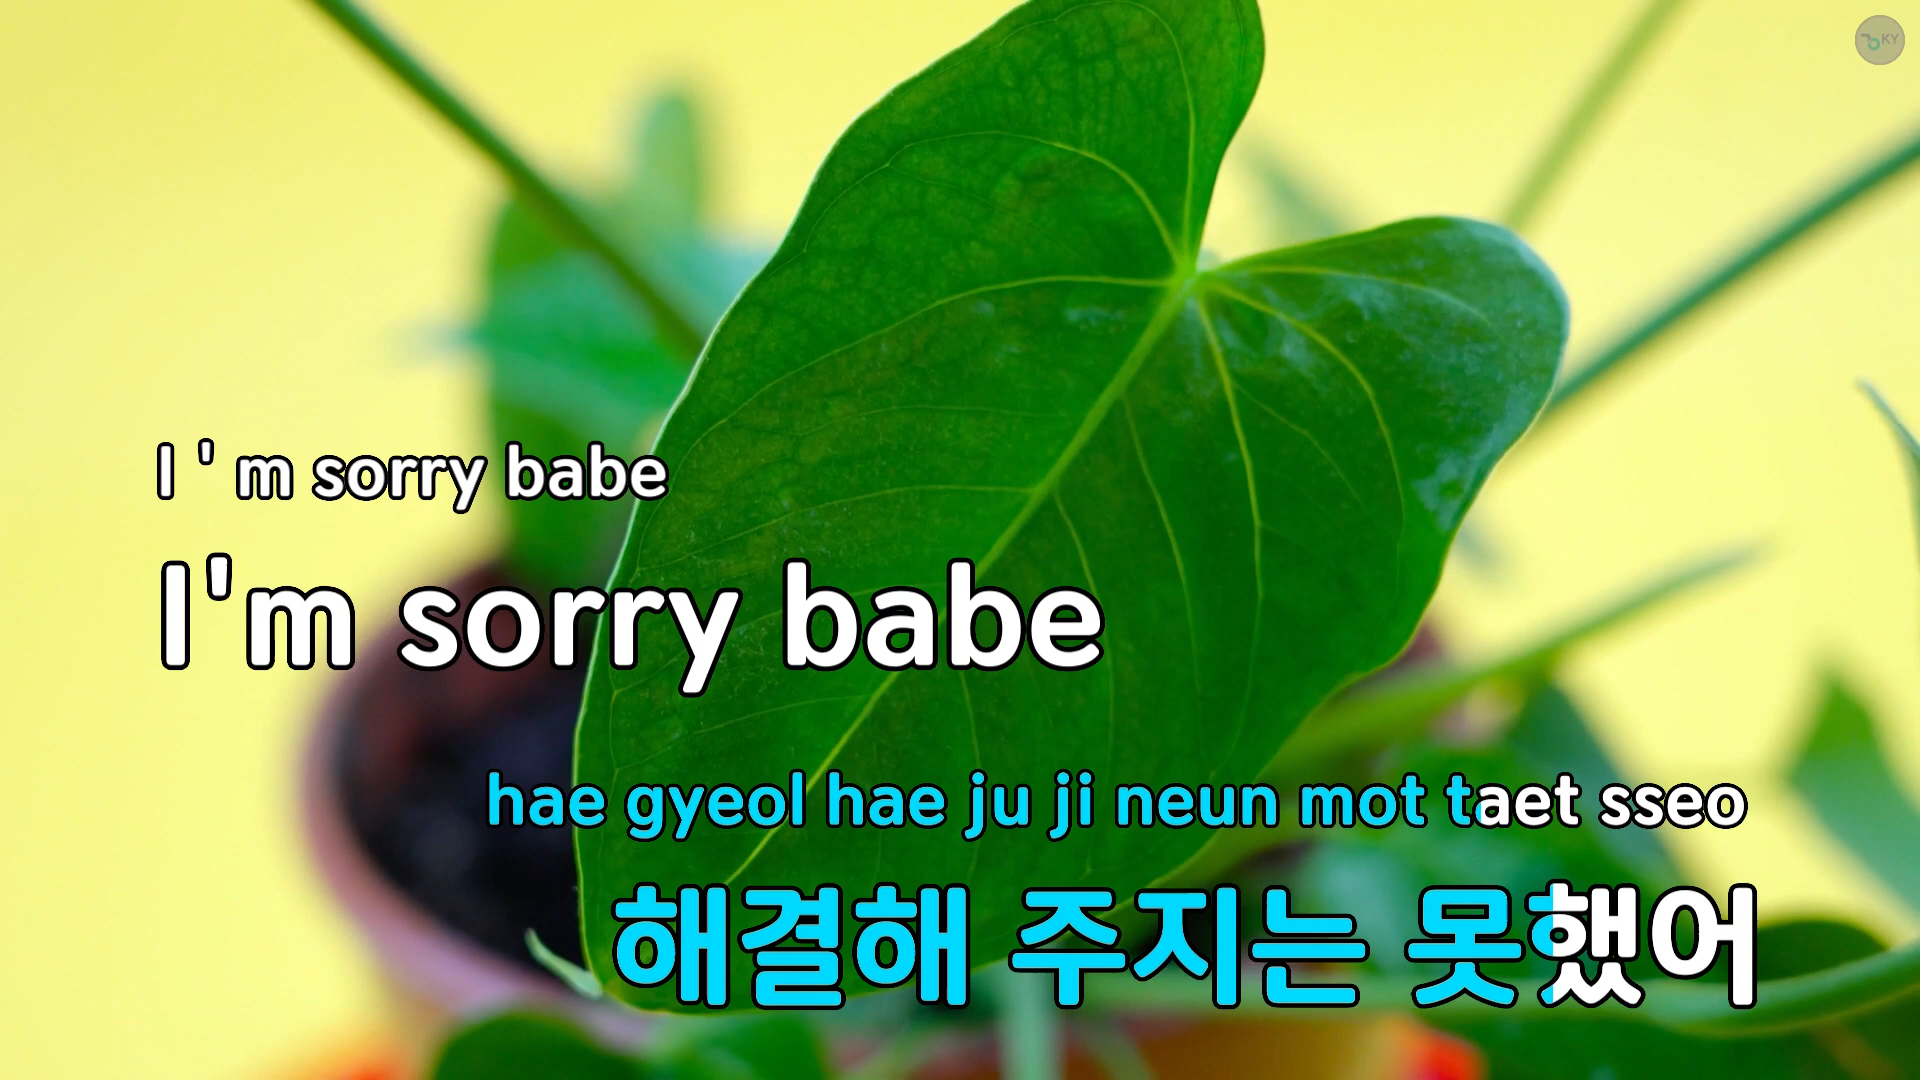 KY
I ' m sorry babe
I'm sorry babe
hae gyeol hae ju ji neun mot taet sseo
해결해 주지는 못했어